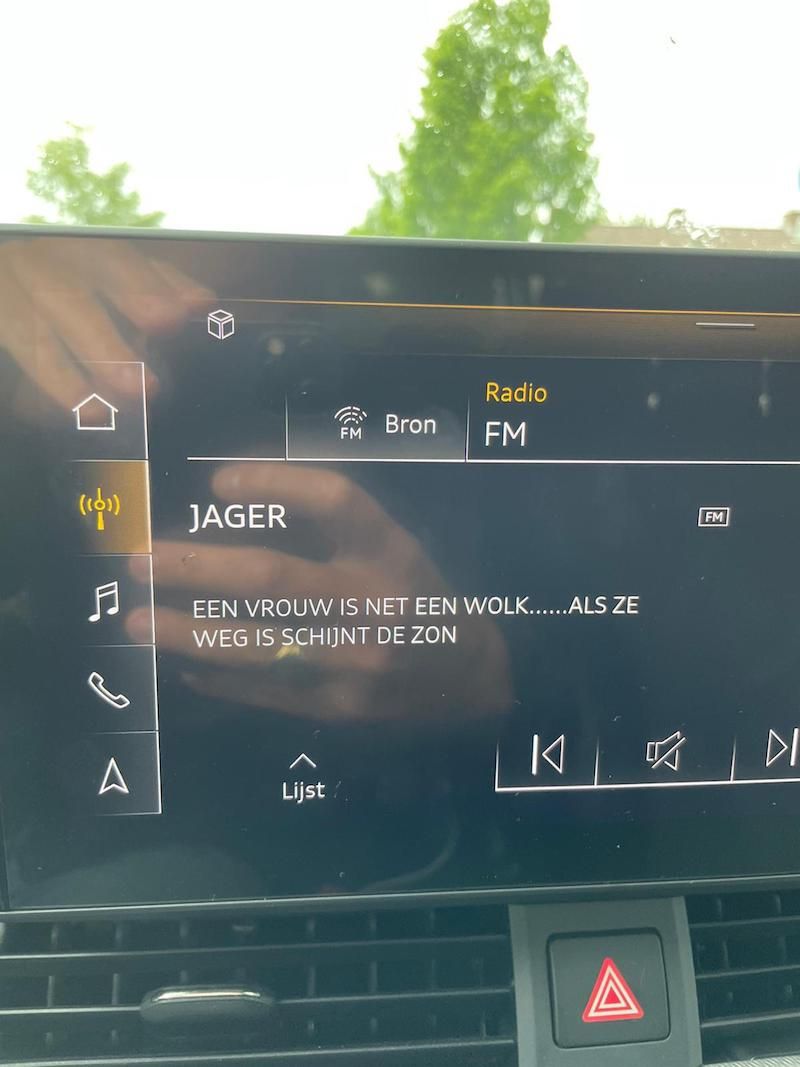 Radio
FM
Bron
FM
JAGER
FM
EEN VROUW IS NET EEN WOLK......ALS ZE
WEG IS SCHIJNT DE ZON
Lijst